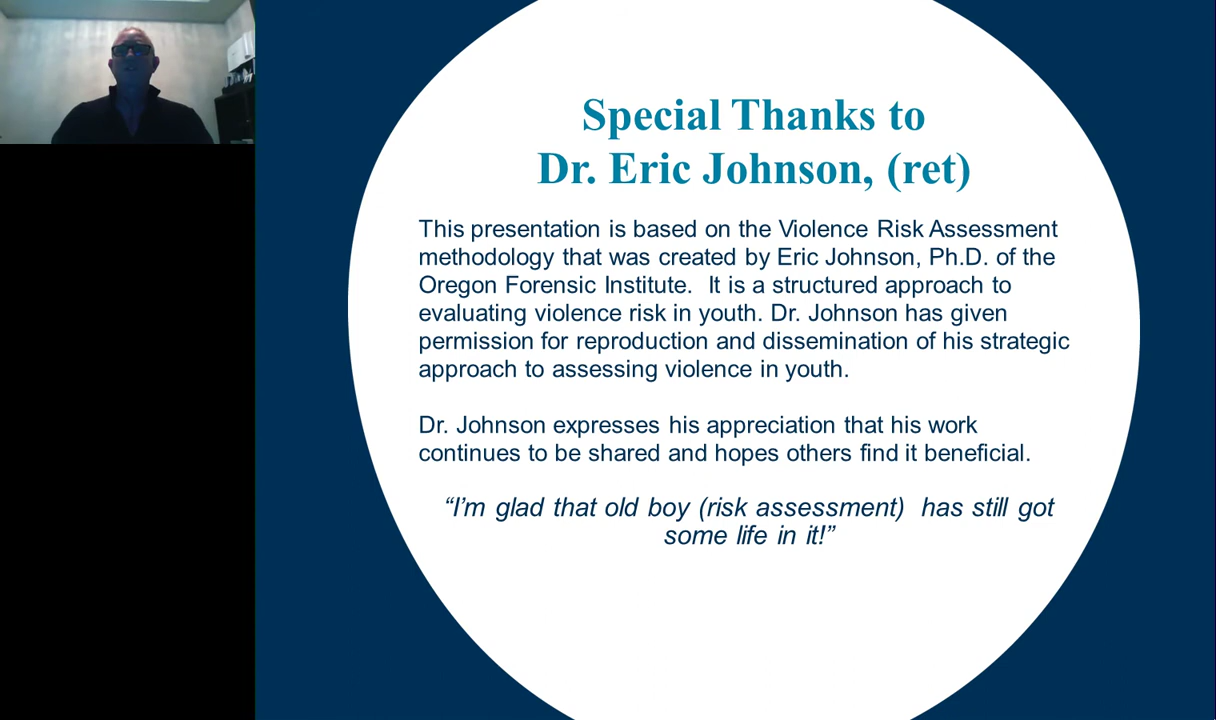 Special Thanks to
Dr. Eric Johnson, (ret)
This presentation is based on the Violence Risk Assessment
methodology that was created by Eric Johnson, Ph.D. of the
Oregon Forensic Institute.  It is a structured approach to
evaluating violence risk in youth. Dr. Johnson has given
permission for reproduction and dissemination of his strategic
approach to assessing violence in youth.
Dr. Johnson expresses his appreciation that his work
continues to be shared and hopes others find it beneficial.
“I’m glad that old boy (risk assessment)  has still got
some life in it!”